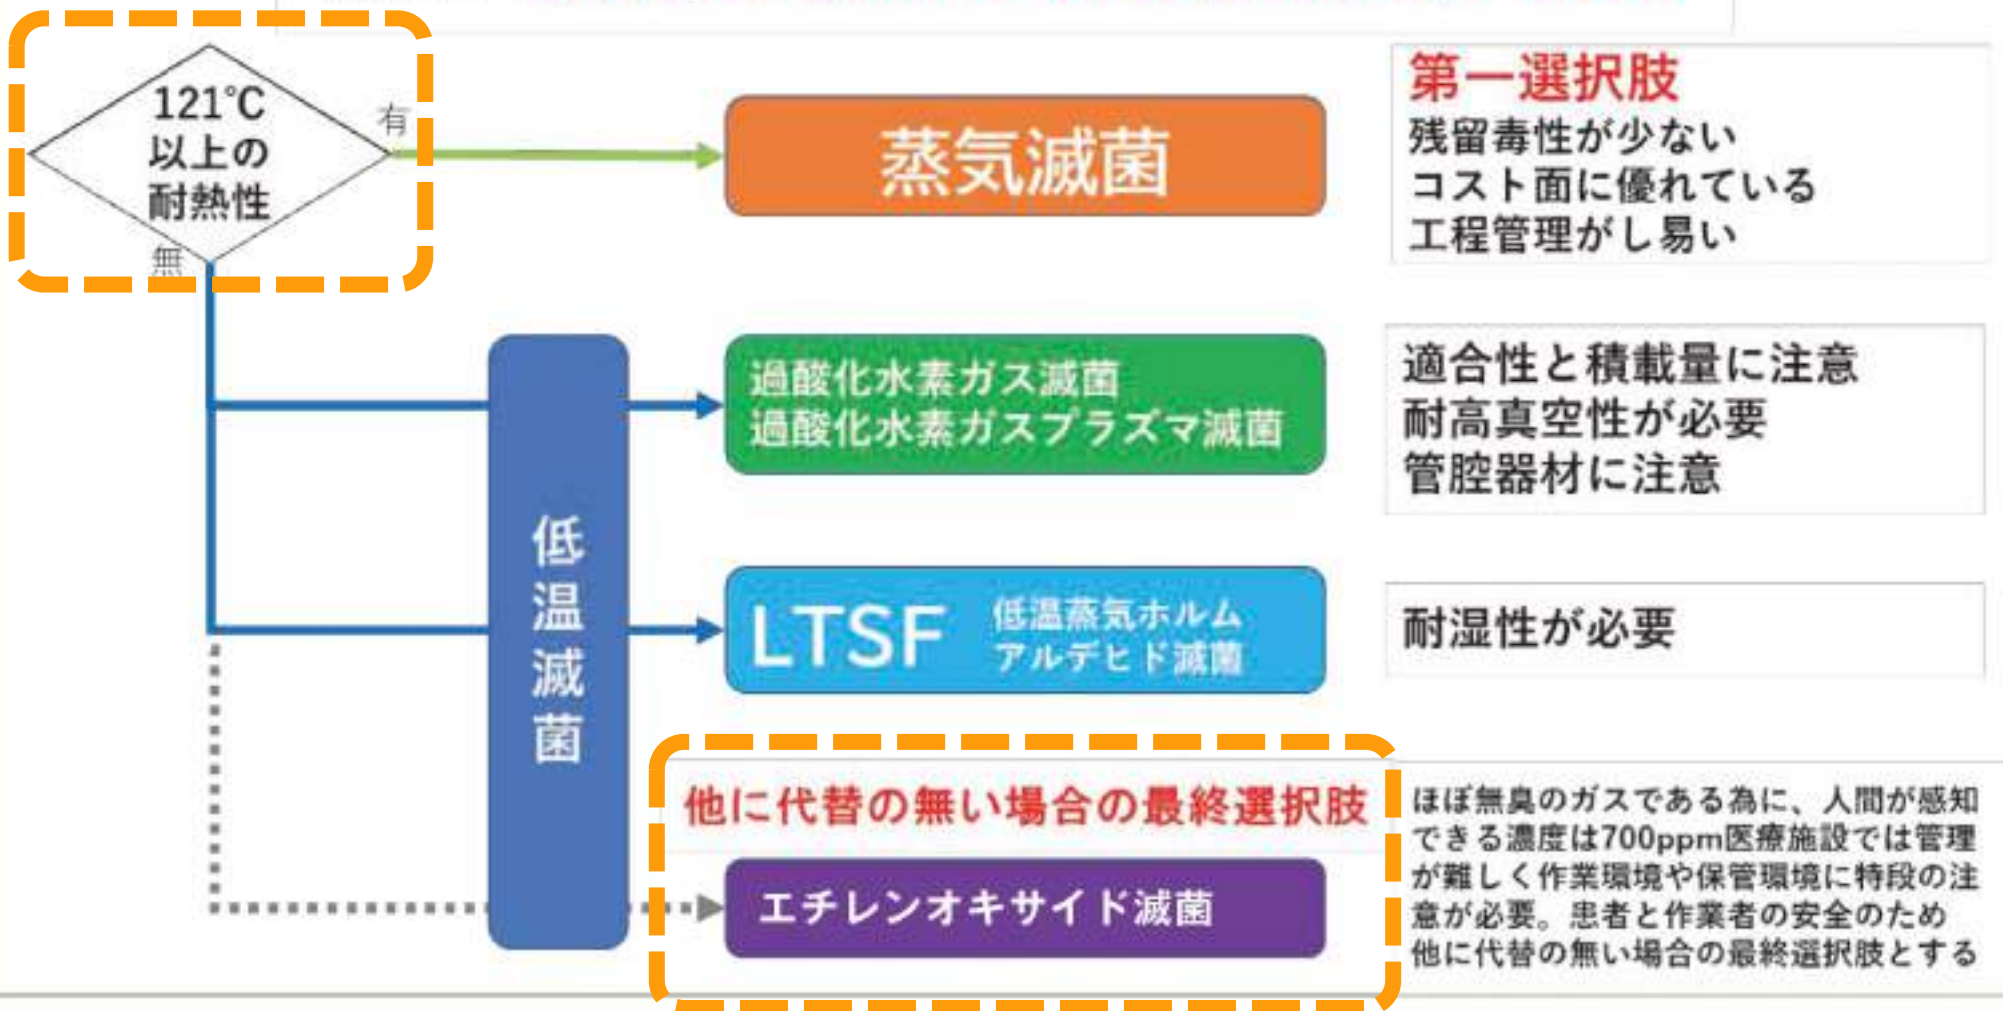 121℃
以上の
耐熱性
有
無
蒸気滅菌
第一選択肢
残留毒性が少ない
コスト面に優れている
工程管理がし易い
低温滅菌
過酸化水素ガス滅菌
過酸化水素ガスプラズマ滅菌
適合性と積載量に注意
耐高真空性が必要
管腔器材に注意
LTSF
低温蒸気ホルム
アルデヒド滅菌
耐湿性が必要
他に代替の無い場合の最終選択肢
エチレンオキサイド滅菌
ほぼ無臭のガスである為に、人間が感知
できる濃度は700ppm医療施設では管理
が難しく作業環境や保管環境に特段の注
意が必要。患者と作業者の安全のため
他に代替の無い場合の最終選択肢とする